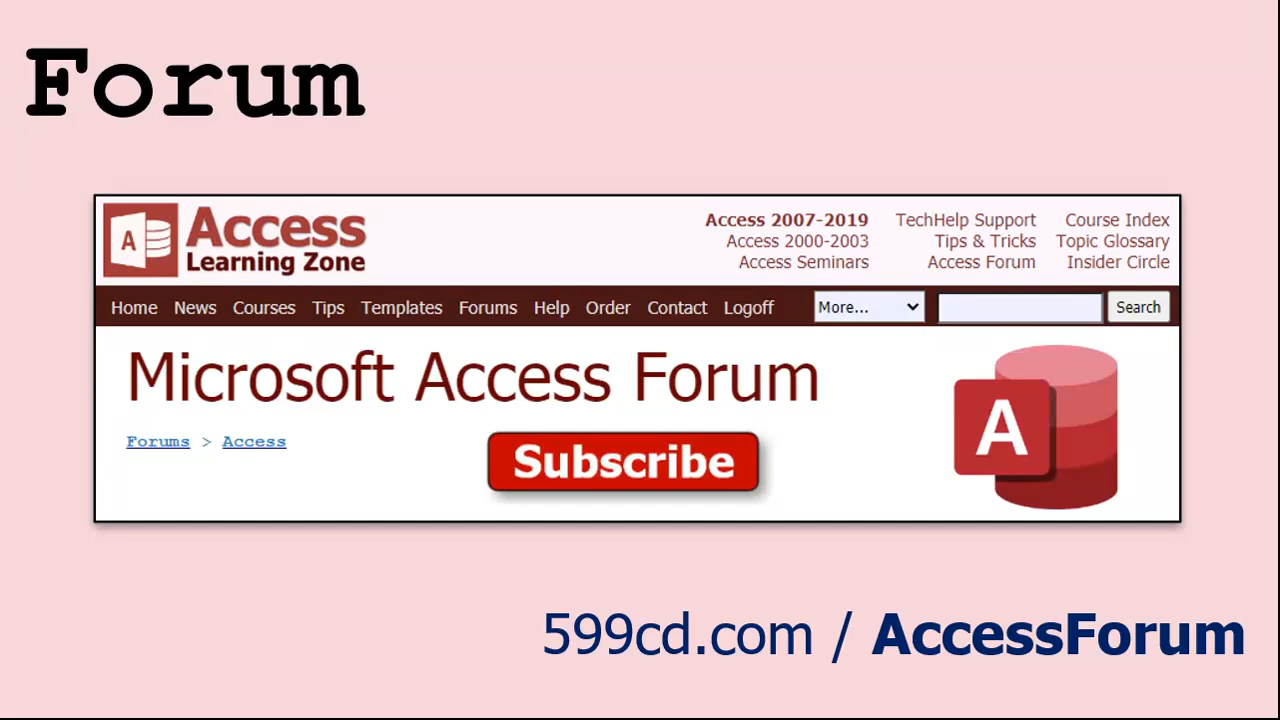 Forum
A
Access
Learning Zone
Access 2007-2019 TechHelp Support Course Index
Access 2000-2003 Tips & Tricks Topic Glossary
Access Seminars Access Forum Insider Circle
Home News Courses Tips Templates Forums Help Order Contact Logoff More... Search
Microsoft Access Forum
Forums > Access
Subscribe
A
599cd.com / AccessForum